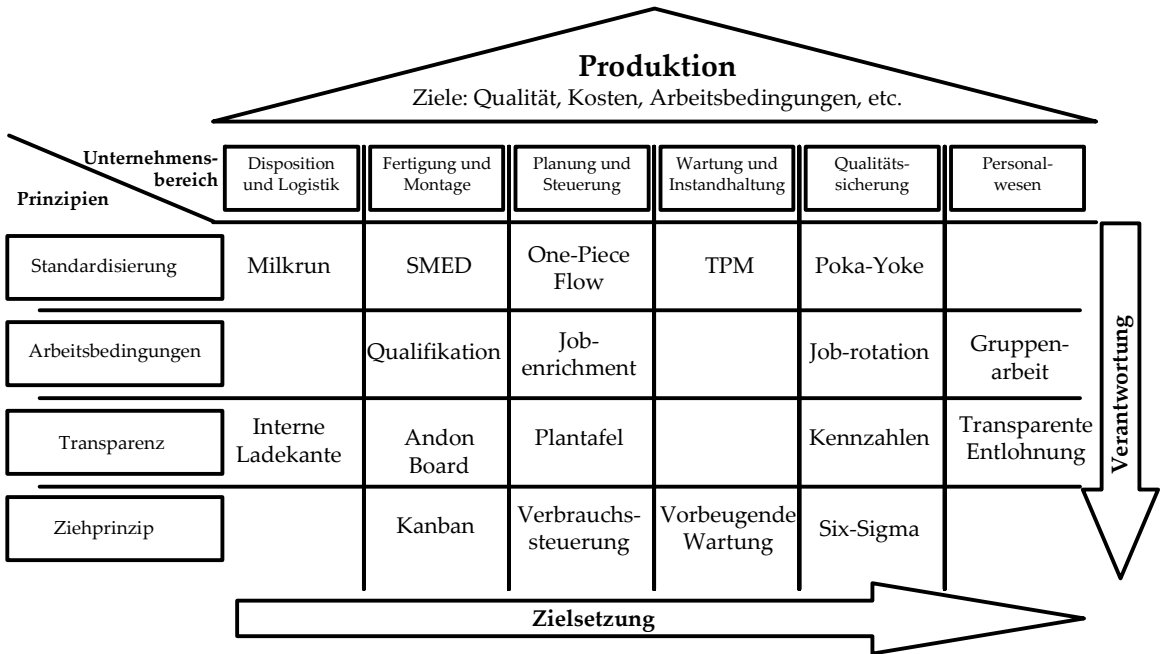 Produktion
Ziele: Qualität, Kosten, Arbeitsbedingungen, etc.
Unternehmens-
bereich
Prinzipien
Disposition
und Logistik
Fertigung und
Montage
Planung und
Steuerung
Wartung und
Instandhaltung
Qualitäts-
sicherung
Personal-
wesen
Standardisierung
Milkrun
SMED
One-Piece
Flow
TPM
Poka-Yoke
Arbeitsbedingungen
Qualifikation
Job-
enrichment
Job-rotation
Gruppen-
arbeit
Transparenz
Interne
Ladekante
Andon
Board
Plantafel
Kennzahlen
Transparente
Entlohnung
Ziehprinzip
Kanban
Verbrauchs-
steuerung
Vorbeugende
Wartung
Six-Sigma
Verantwortung
Zielsetzung